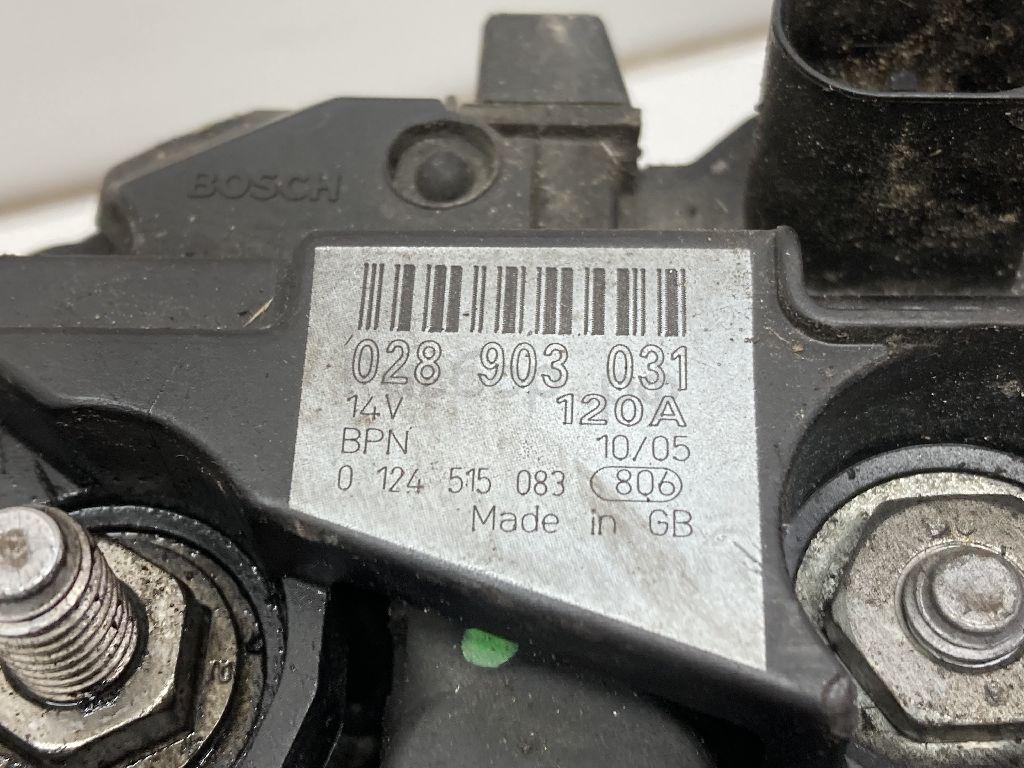 BOSCH
028 903 031
14V 120A
BPN 10/05
0 124 515 083 806
Made in GB